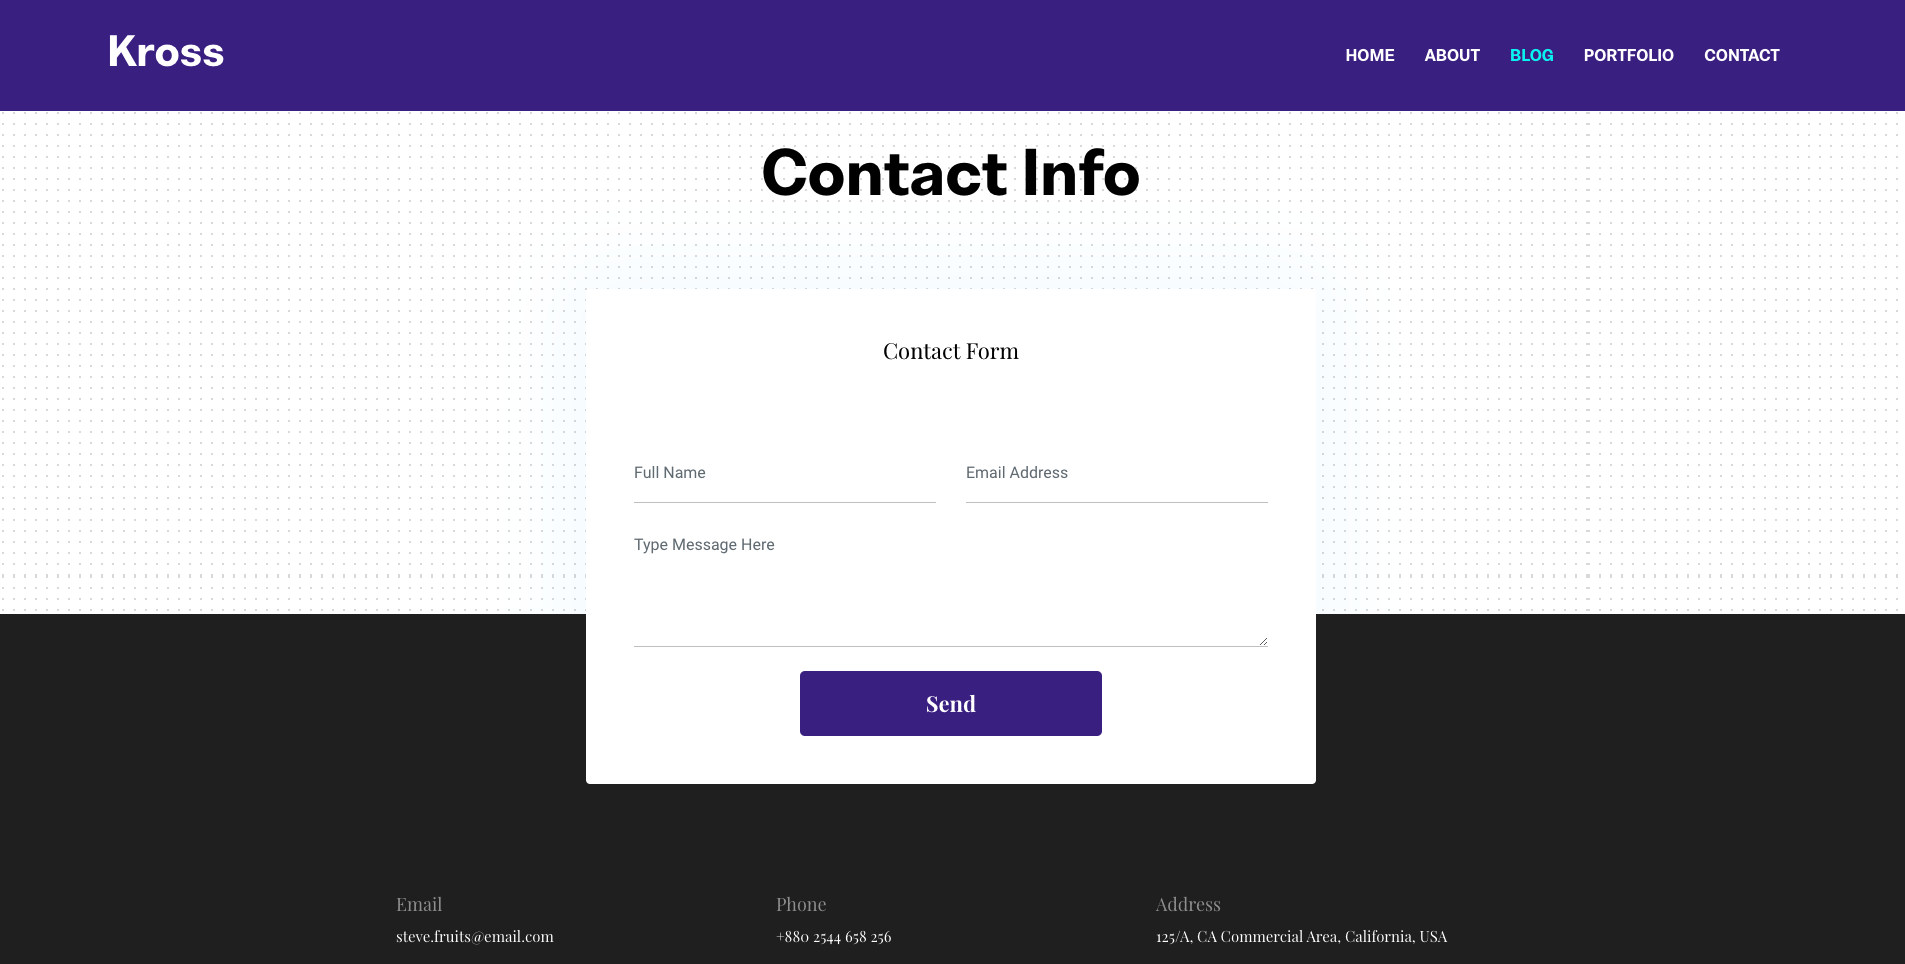 Kross
HOME ABOUT BLOG PORTFOLIO CONTACT
Contact Info
Contact Form
Full Name
Email Address
Type Message Here
Send
Email
steve.fruits@email.com
Phone
+880 2544 658 256
Address
125/A, CA Commercial Area, California, USA